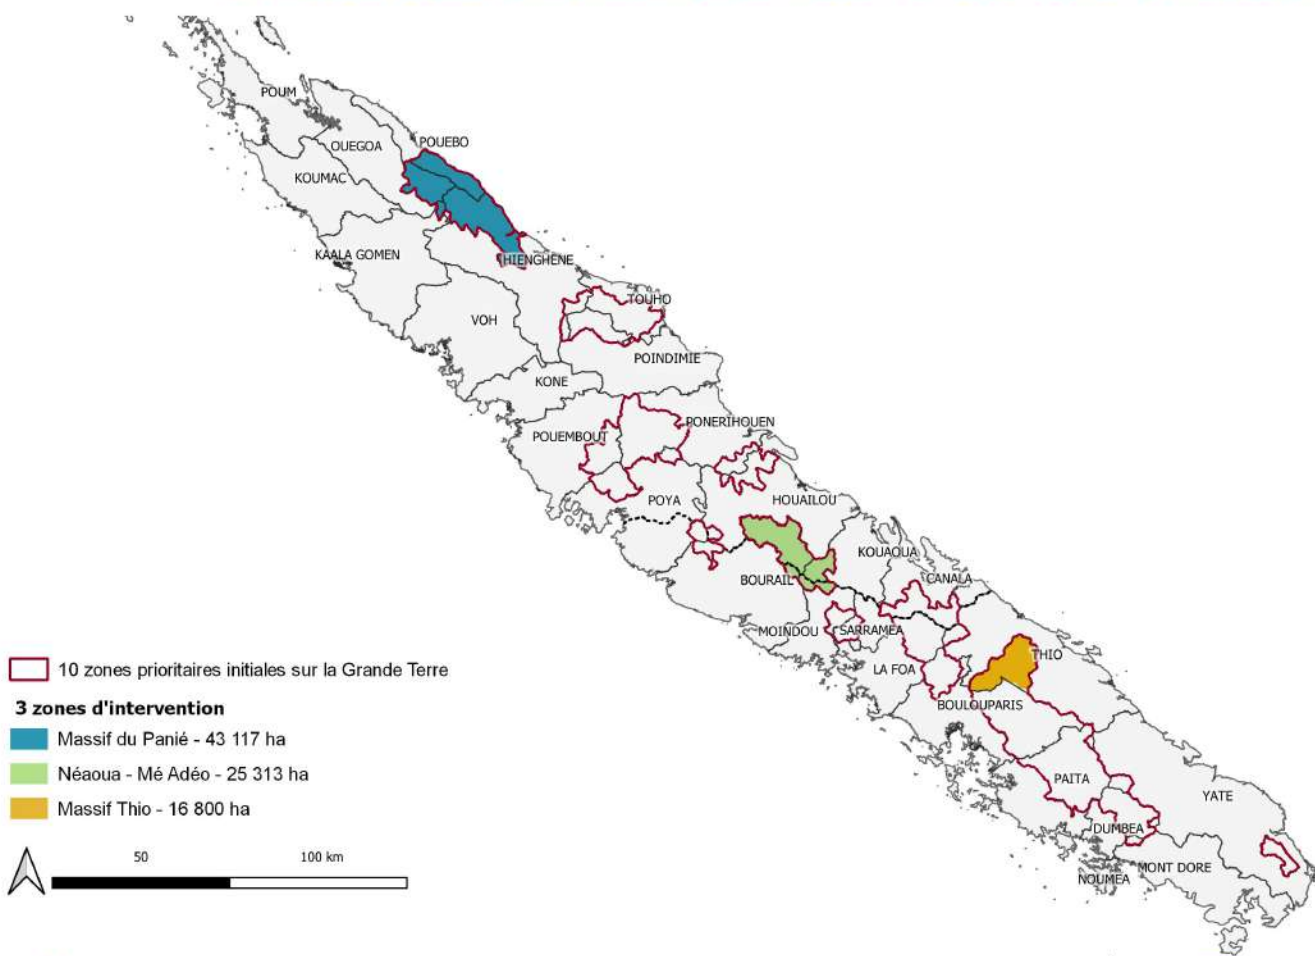 POUM
OUEGOA
POUEBO
KOUMAC
KAALA GOMEN
HIENGHENE
TOUHO
VOH
POINDIMIE
KONE
PONERIHOUEN
POUEMBOUT
POYA
HOUAILOU
KOUAOUA
BOURAIL
CANALA
MOINDOU
SARRAMEA
THIO
LA FOA
BOULOUPARIS
PAITA
YATE
DUMBEA
MONT DORE
NOUMEA
10 zones prioritaires initiales sur la Grande Terre
3 zones d'intervention
Massif du Panié - 43 117 ha
Néaoua - Mé Adéo - 25 313 ha
Massif Thio - 16 800 ha
50 100 km